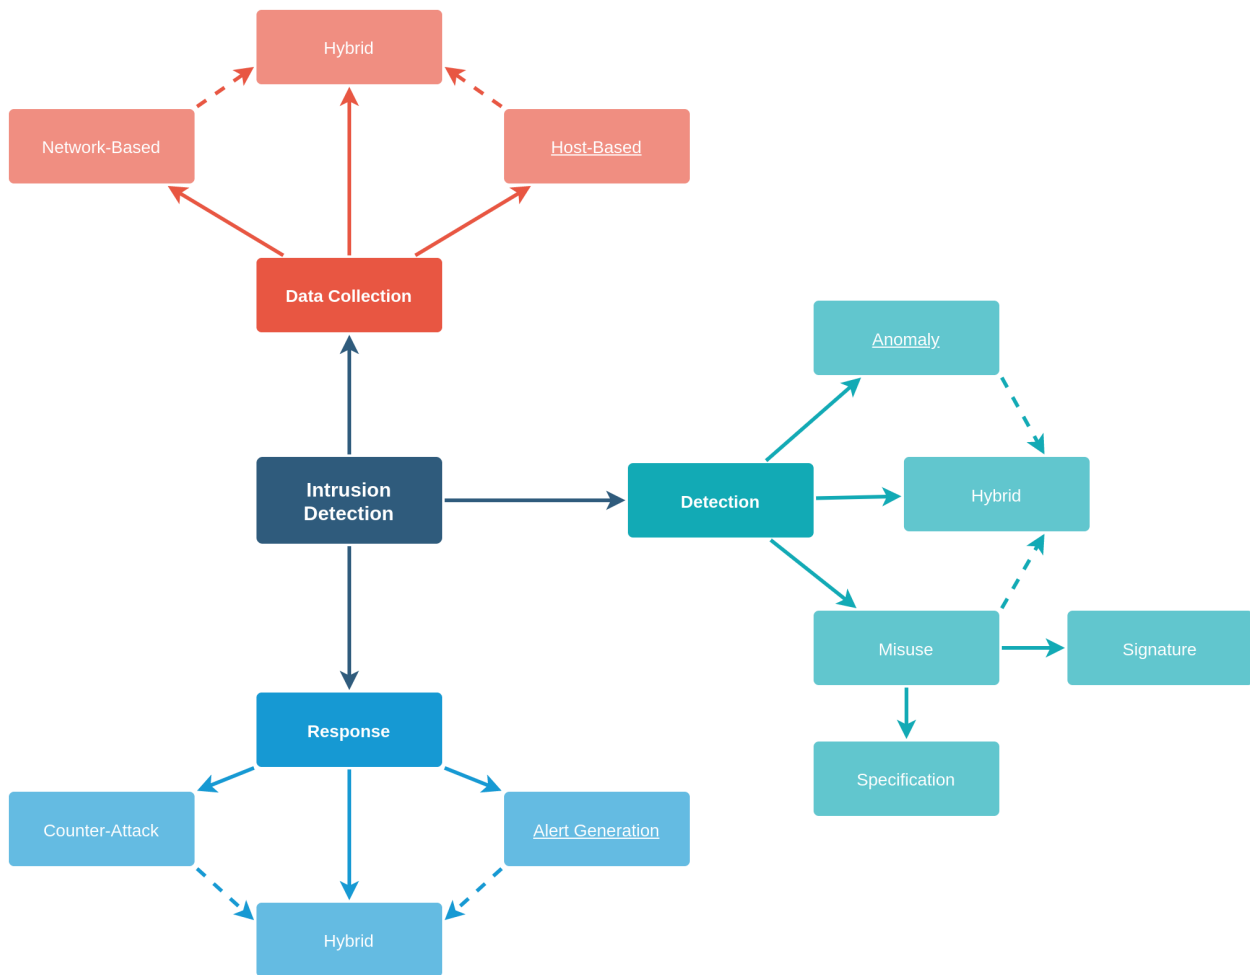 Hybrid
Network-Based
Host-Based
Data Collection
Anomaly
Intrusion
Detection
Detection
Hybrid
Misuse
Signature
Response
Specification
Counter-Attack
Alert Generation
Hybrid